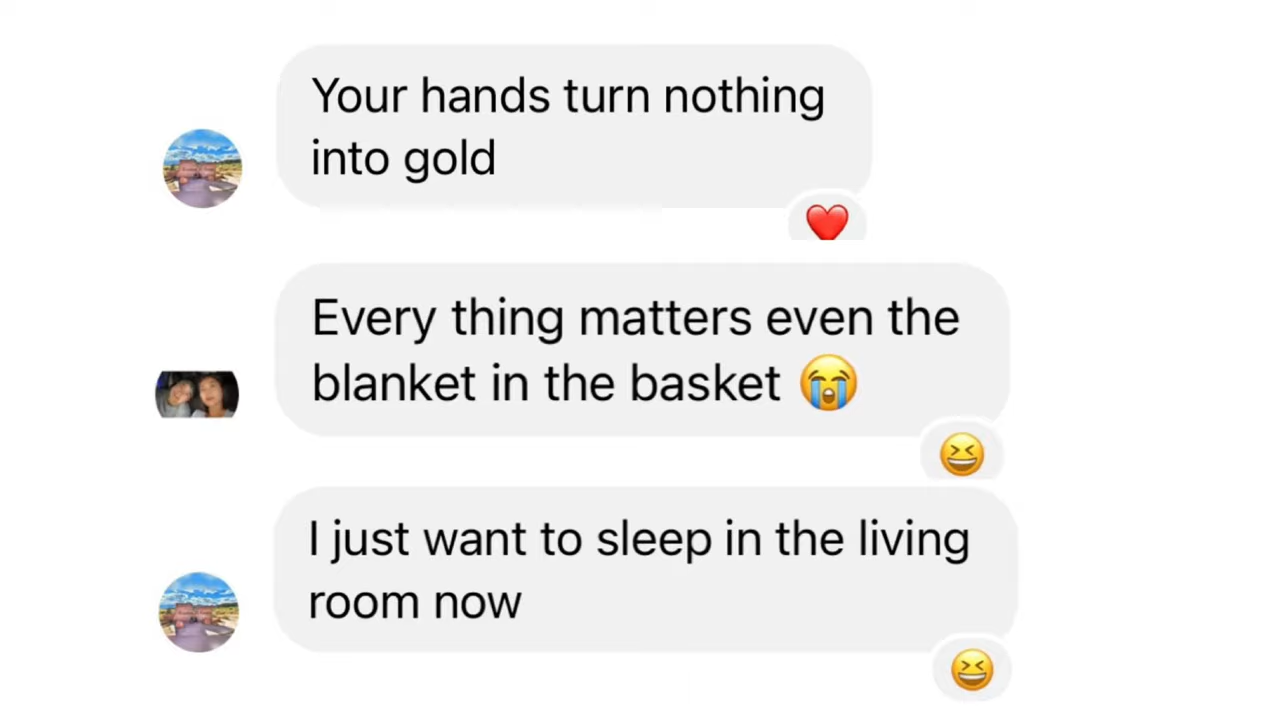 Your hands turn nothing
into gold
Every thing matters even the
blanket in the basket 😭
I just want to sleep in the living
room now